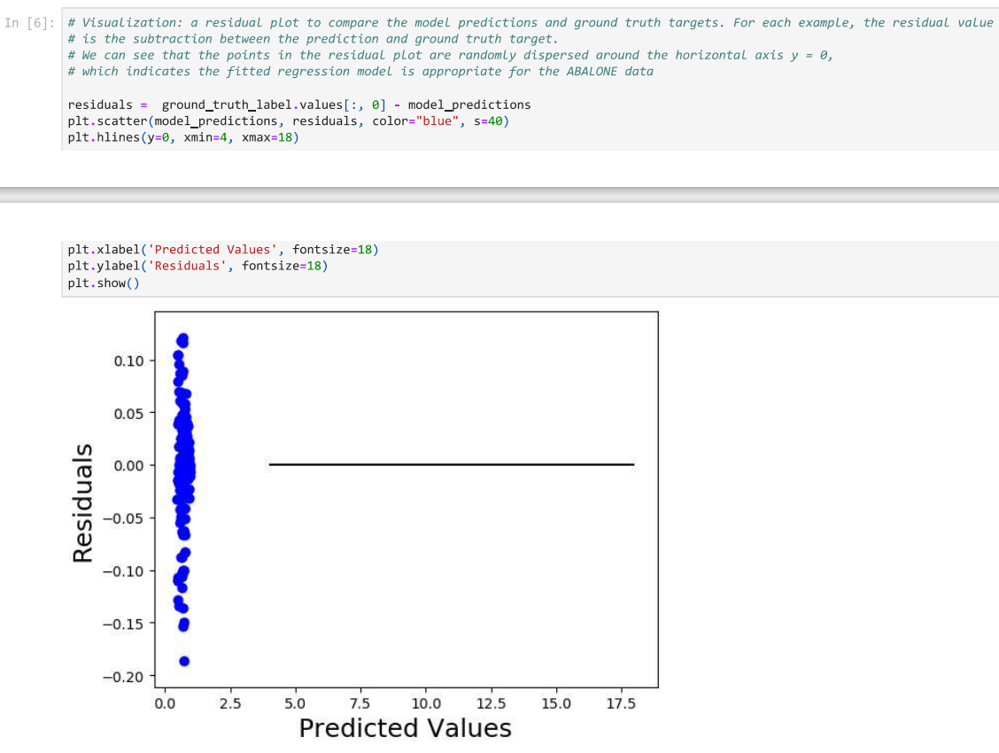 In [6]: # Visualization: a residual plot to compare the model predictions and ground truth targets. For each example, the residual value
# is the subtraction between the prediction and ground truth target.
# We can see that the points in the residual plot are randomly dispersed around the horizontal axis y = 0,
# which indicates the fitted regression model is appropriate for the ABALONE data
residuals =  ground_truth_label.values[:, 0] - model_predictions
plt.scatter(model_predictions, residuals, color="blue", s=40)
plt.hlines(y=0, xmin=4, xmax=18)
plt.xlabel('Predicted Values', fontsize=18)
plt.ylabel('Residuals', fontsize=18)
plt.show()
Residuals
0.10
0.05
0.00
−0.05
−0.10
−0.15
−0.20
0.0 2.5 5.0 7.5 10.0 12.5 15.0 17.5
Predicted Values